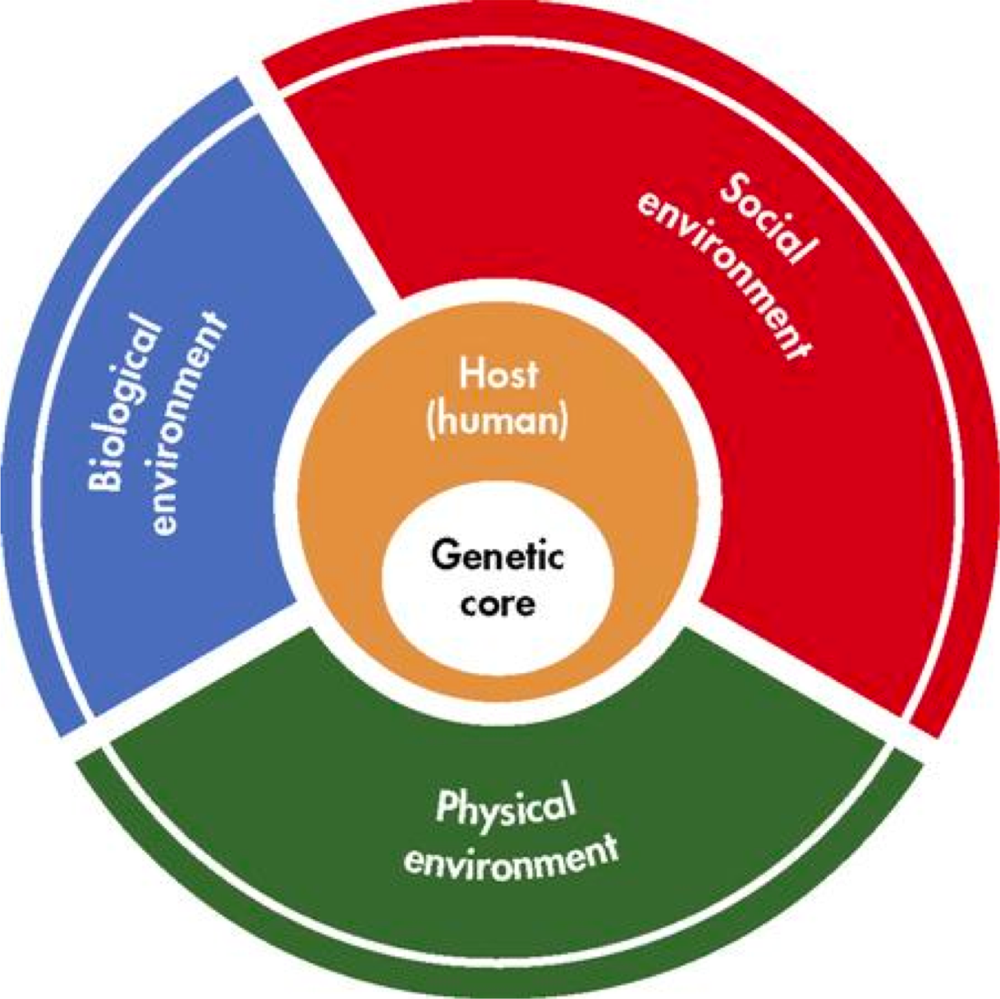 Social
environment
Biological
environment
Host
(human)
Genetic
core
Physical
environment